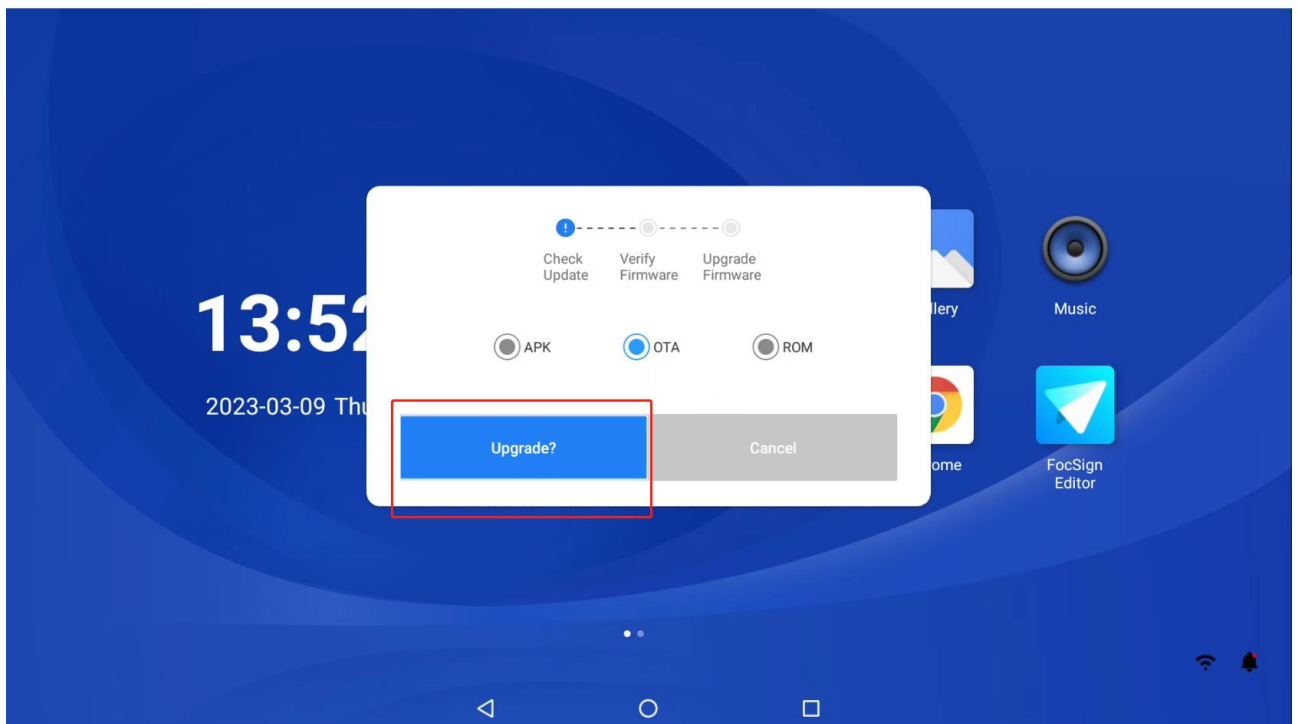 Check
Update
Verify
Firmware
Upgrade
Firmware
13:52
2023-03-09 Thu
APK
OTA
ROM
Upgrade?
Cancel
llery
Music
ome
FocSign
Editor